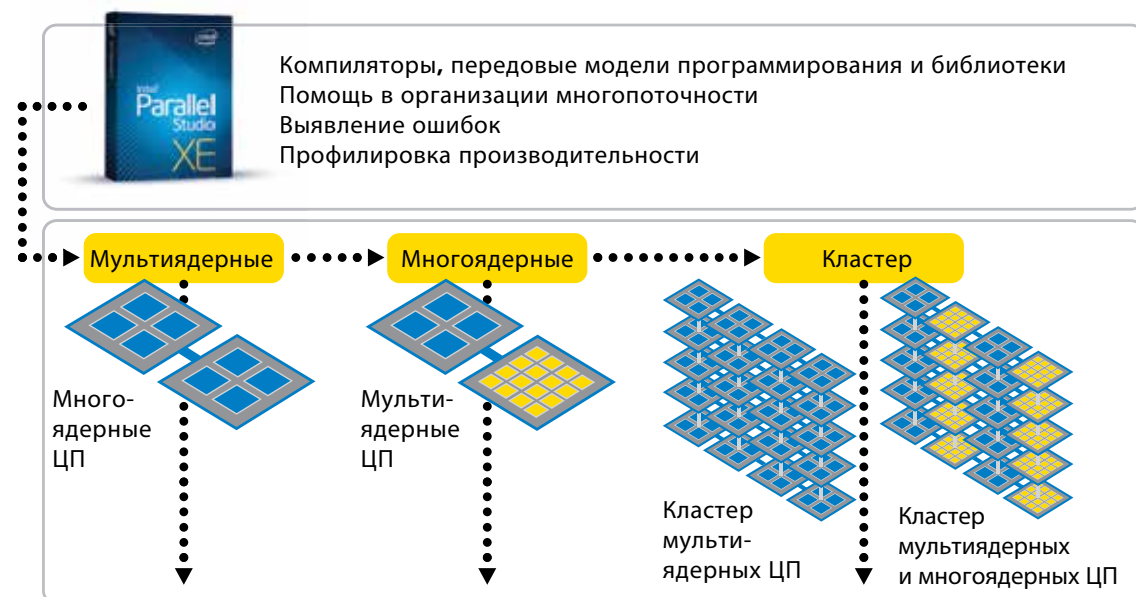 intel
Intel
Parallel
Studio
XE
Компиляторы, передовые модели программирования и библиотеки
Помощь в организации многопоточности
Выявление ошибок
Профилировка производительности
Мультиядерные
Многоядерные
Кластер
Много-
ядерные
ЦП
Мульти-
ядерные
ЦП
Кластер
мульти-
ядерных ЦП
Кластер
мультиядерных
и многоядерных ЦП